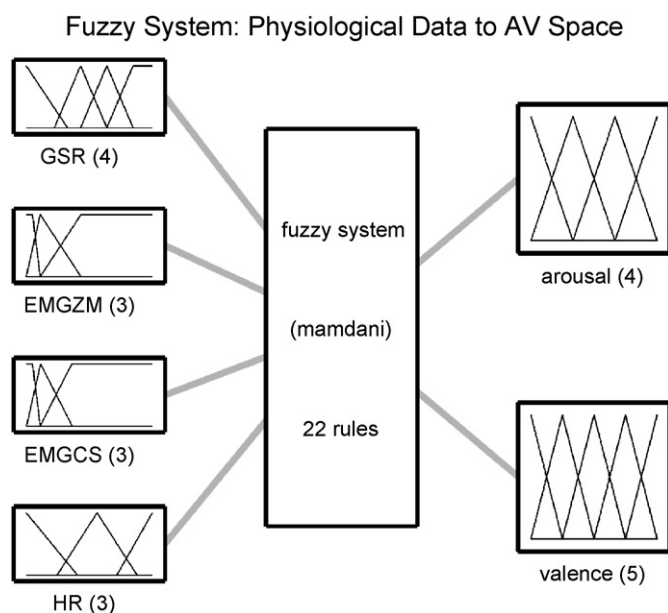 Fuzzy System: Physiological Data to AV Space
GSR (4)
EMGZM (3)
EMGCS (3)
HR (3)
fuzzy system
(mamdani)
22 rules
arousal (4)
valence (5)